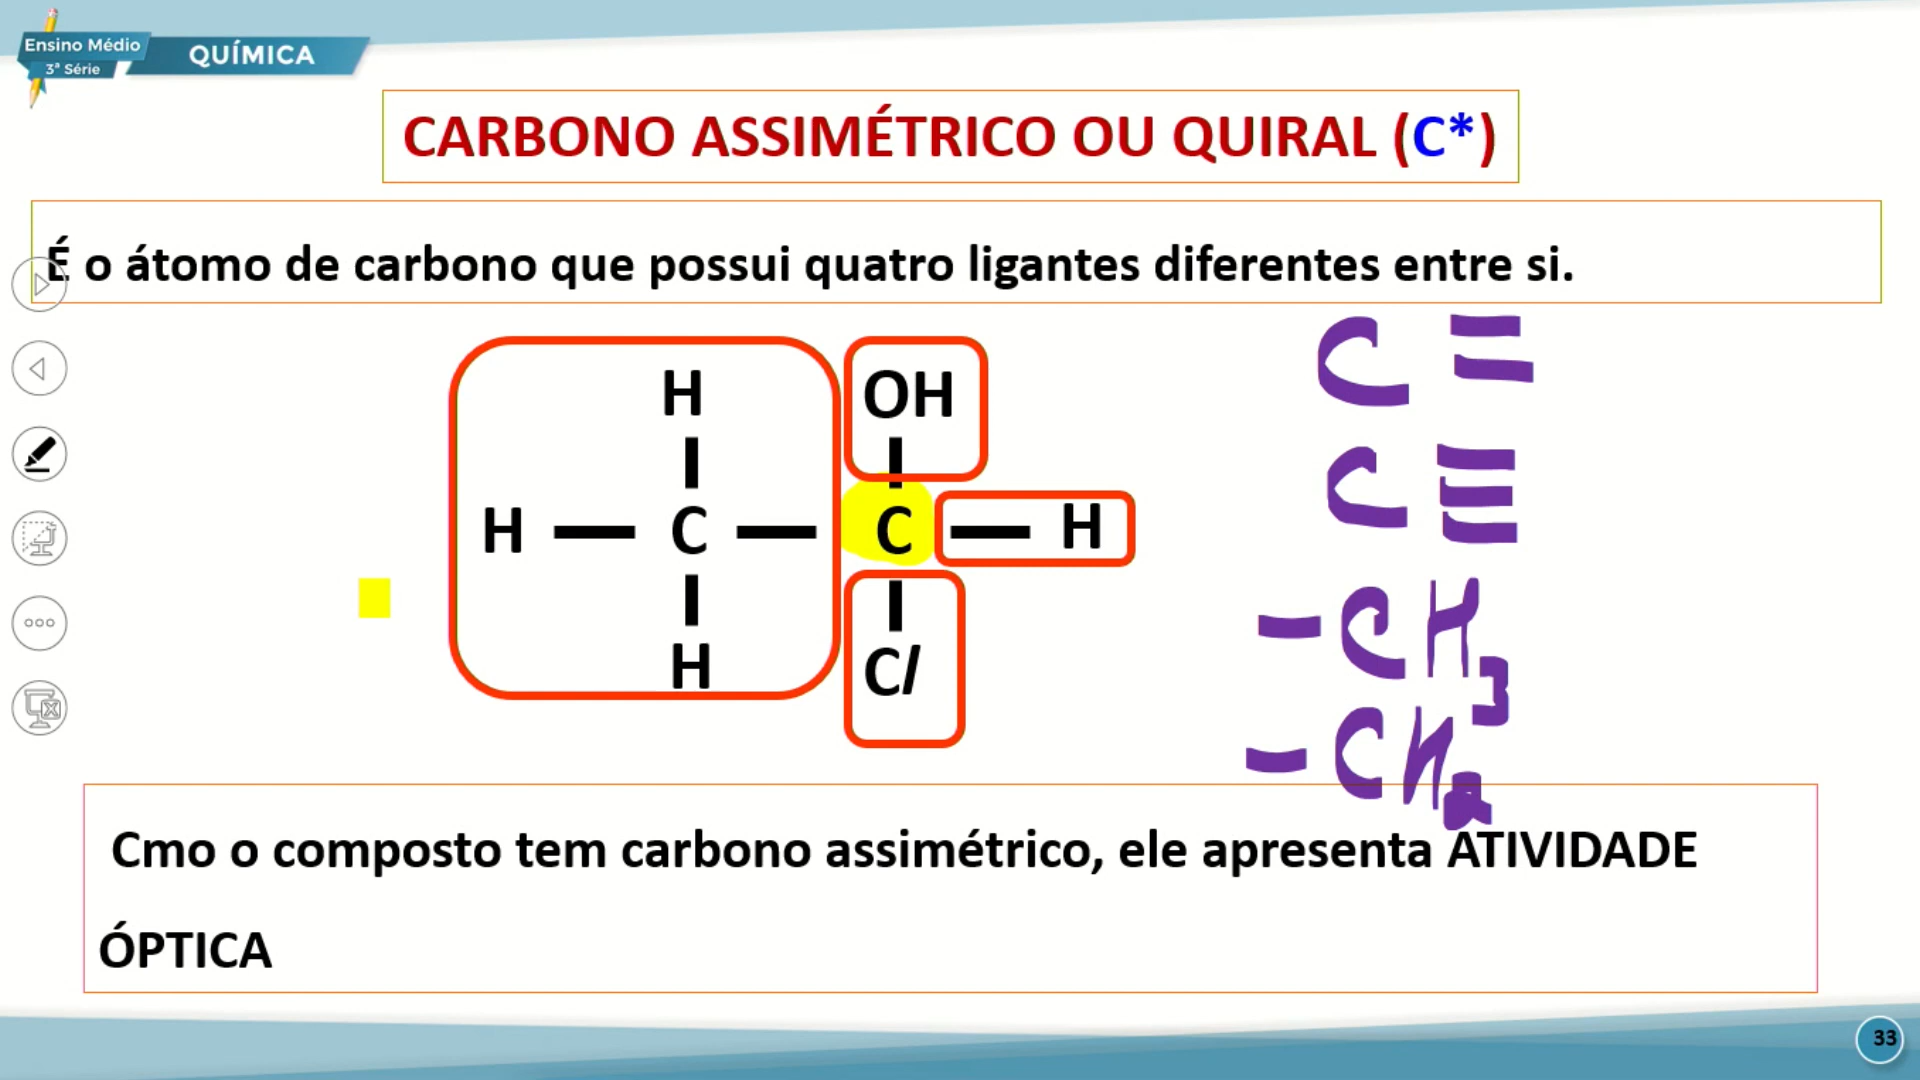 Ensino Médio
3ª Série
QUÍMICA
CARBONO ASSIMÉTRICO OU QUIRAL (C*)
É o átomo de carbono que possui quatro ligantes diferentes entre si.
H OH
H — C — C — H
H Cl
C =
C ≡
- CH3
- CH2
Cmo o composto tem carbono assimétrico, ele apresenta ATIVIDADE
ÓPTICA
33